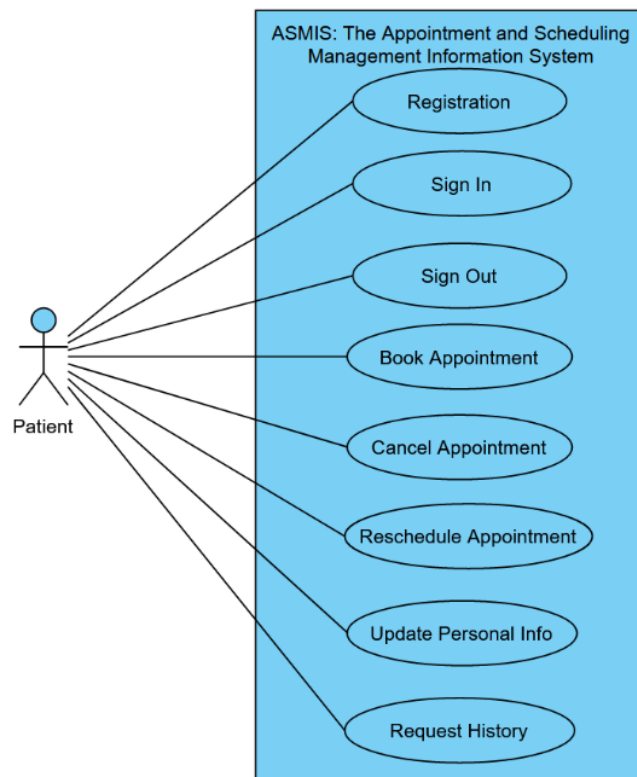 ASMIS: The Appointment and Scheduling
Management Information System
Registration
Sign In
Sign Out
Book Appointment
Patient
Cancel Appointment
Reschedule Appointment
Update Personal Info
Request History